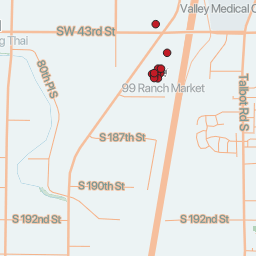 Valley Medical C
SW 43rd St
g Thai
80th Pl S
99 Ranch Market
Talbot Rd S
S 187th St
S 190th St
S 192nd St
S 192nd St